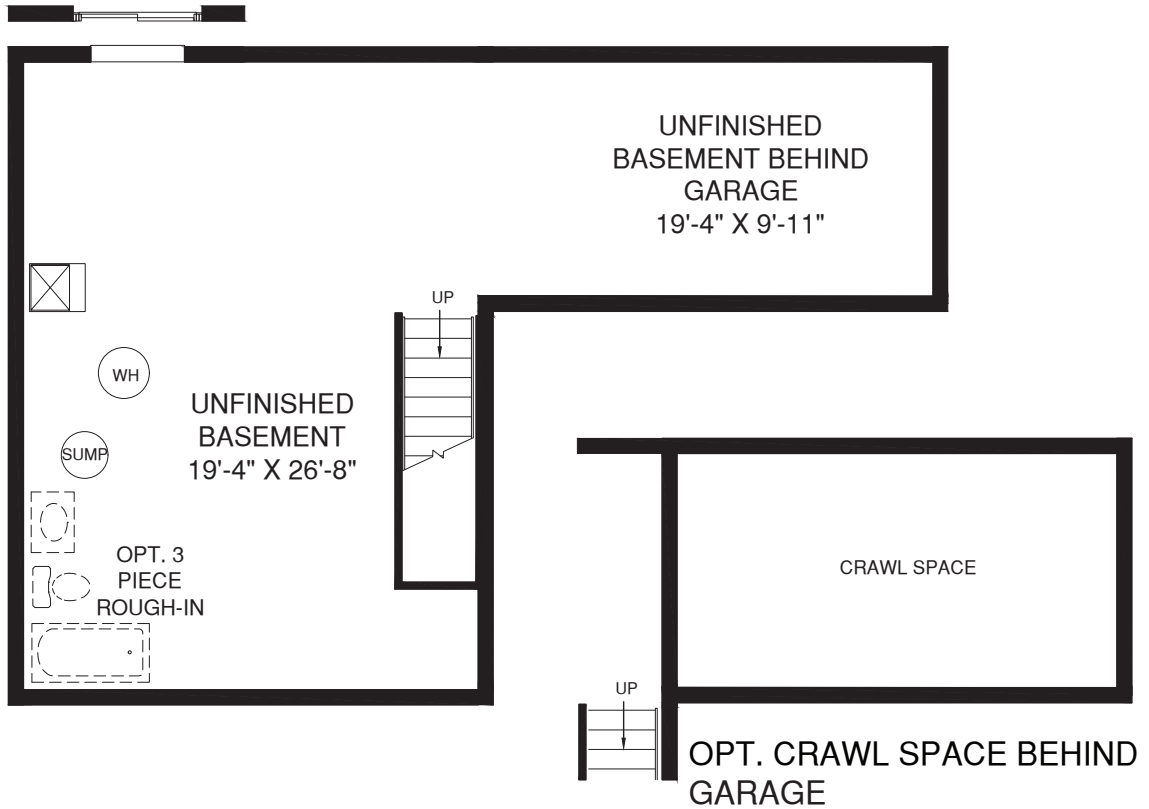 UNFINISHED
BASEMENT BEHIND
GARAGE
19'-4" X 9'-11"
UP
WH
UNFINISHED
BASEMENT
19'-4" X 26'-8"
SUMP
OPT. 3
PIECE
ROUGH-IN
CRAWL SPACE
UP
OPT. CRAWL SPACE BEHIND
GARAGE